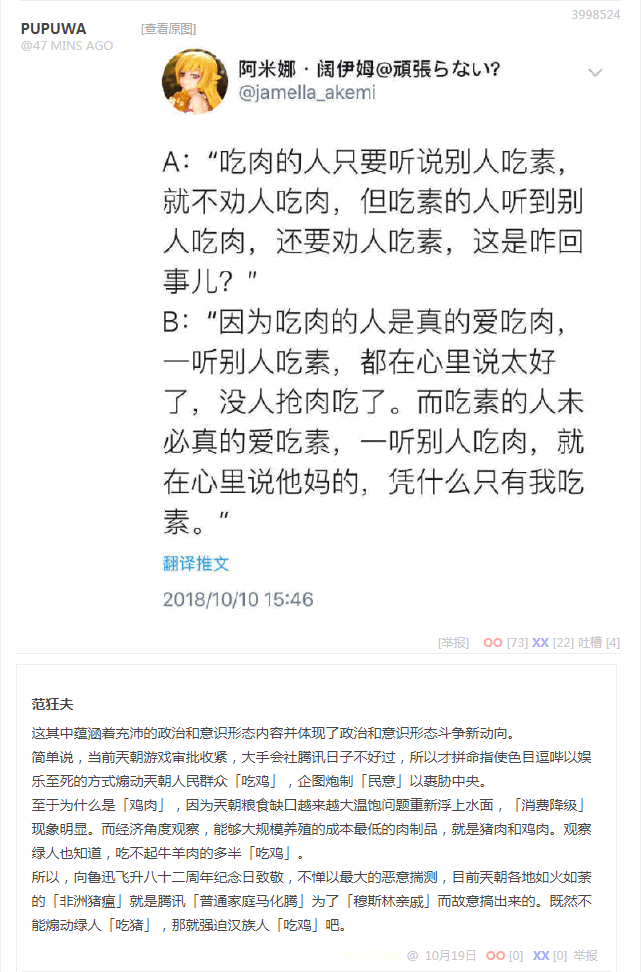 3998524
PUPUWA
[查看原图]
@47 MINS AGO
阿米娜·阔伊姆@頑張らない?
@jamella_akemi
A：“吃肉的人只要听说别人吃素，
就不劝人吃肉，但吃素的人听到别
人吃肉，还要劝人吃素，这是咋回
事儿？”
B：“因为吃肉的人是真的爱吃肉，
一听别人吃素，都在心里说太好
了，没人抢肉吃了。而吃素的人未
必真的爱吃素，一听别人吃肉，就
在心里说他妈的，凭什么只有我吃
素。”
翻译推文
2018/10/10 15:46
[举报] OO [73] XX [22] 吐槽 [4]
范狂夫
这其中蕴涵着充沛的政治和意识形态内容并体现了政治和意识形态斗争新动向。
简单说，当前天朝游戏审批收紧，大手会社腾讯日子不好过，所以才拼命指使色目逗哔以娱
乐至死的方式煽动天朝人民群众「吃鸡」，企图炮制「民意」以裹胁中央。
至于为什么是「鸡肉」，因为天朝粮食缺口越来越大温饱问题重新浮上水面，「消费降级」
现象明显。而经济角度观察，能够大规模养殖的成本最低的肉制品，就是猪肉和鸡肉。观察
绿人也知道，吃不起牛羊肉的多半「吃鸡」。
所以，向鲁迅飞升八十二周年纪念日致敬，不惮以最大的恶意揣测，目前天朝各地如火如荼
的「非洲猪瘟」就是腾讯「普通家庭马化腾」为了「穆斯林亲戚」而故意搞出来的。既然不
能煽动绿人「吃猪」，那就强迫汉族人「吃鸡」吧。
@ 10月19日 OO [0] XX [0] 举报